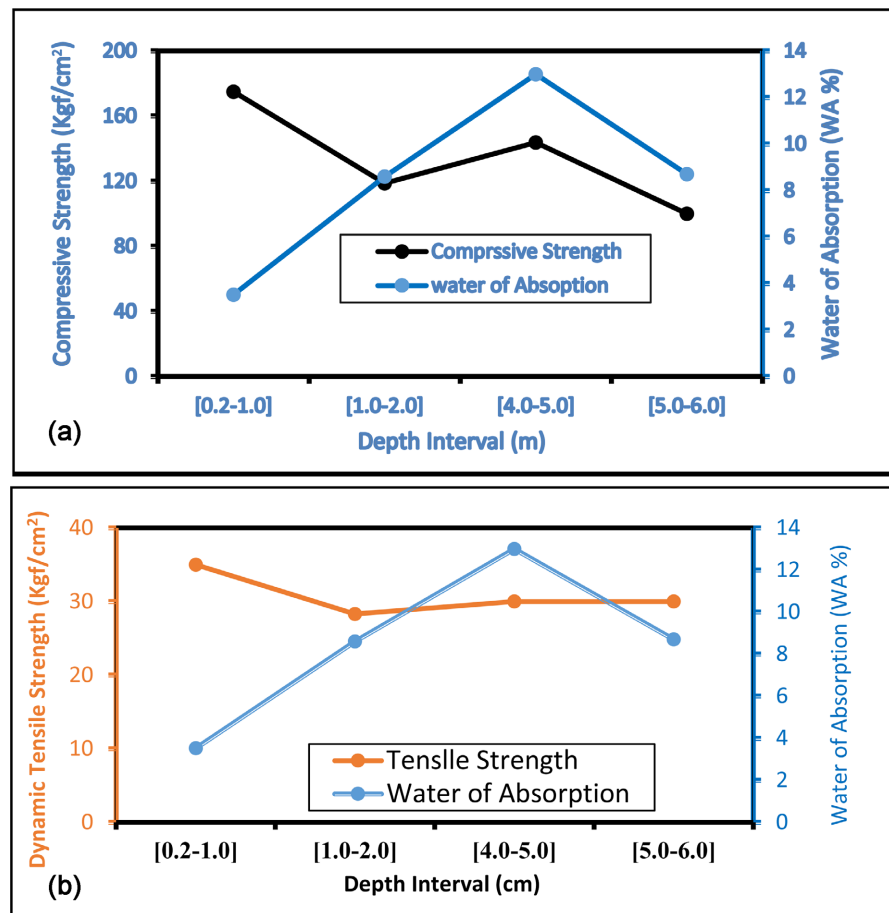 Compressive Strength (Kgf/cm²)
200
160
120
80
40
0
Comprssive Strength
water of Absoption
14
12
10
8
6
4
2
0
Water of Absorption (WA %)
[0.2-1.0] [1.0-2.0] [4.0-5.0] [5.0-6.0]
Depth Interval (m)
(a)
Dynamic Tensile Strength (Kgf/cm²)
40
30
20
10
0
Tenslle Strength
Water of Absorption
14
12
10
8
6
4
2
0
Water of Absorption (WA %)
[0.2-1.0] [1.0-2.0] [4.0-5.0] [5.0-6.0]
Depth Interval (cm)
(b)